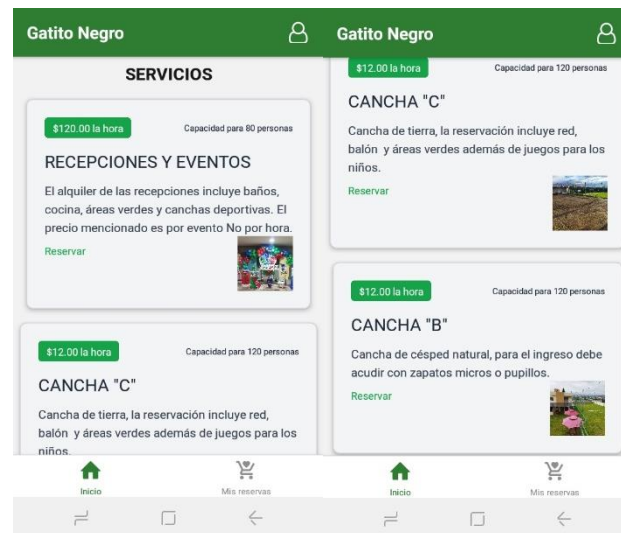 Gatito Negro
SERVICIOS
$120.00 la hora
Capacidad para 80 personas
RECEPCIONES Y EVENTOS
El alquiler de las recepciones incluye baños,
cocina, áreas verdes y canchas deportivas. El
precio mencionado es por evento No por hora.
Reservar
$12.00 la hora
Capacidad para 120 personas
CANCHA "C"
Cancha de tierra, la reservación incluye red,
balón y áreas verdes además de juegos para los
niños.
Inicio
Mis reservas
Gatito Negro
$12.00 la hora
Capacidad para 120 personas
CANCHA "C"
Cancha de tierra, la reservación incluye red,
balón y áreas verdes además de juegos para los
niños.
Reservar
$12.00 la hora
Capacidad para 120 personas
CANCHA "B"
Cancha de césped natural, para el ingreso debe
acudir con zapatos micros o pupillos.
Reservar
Inicio
Mis reservas